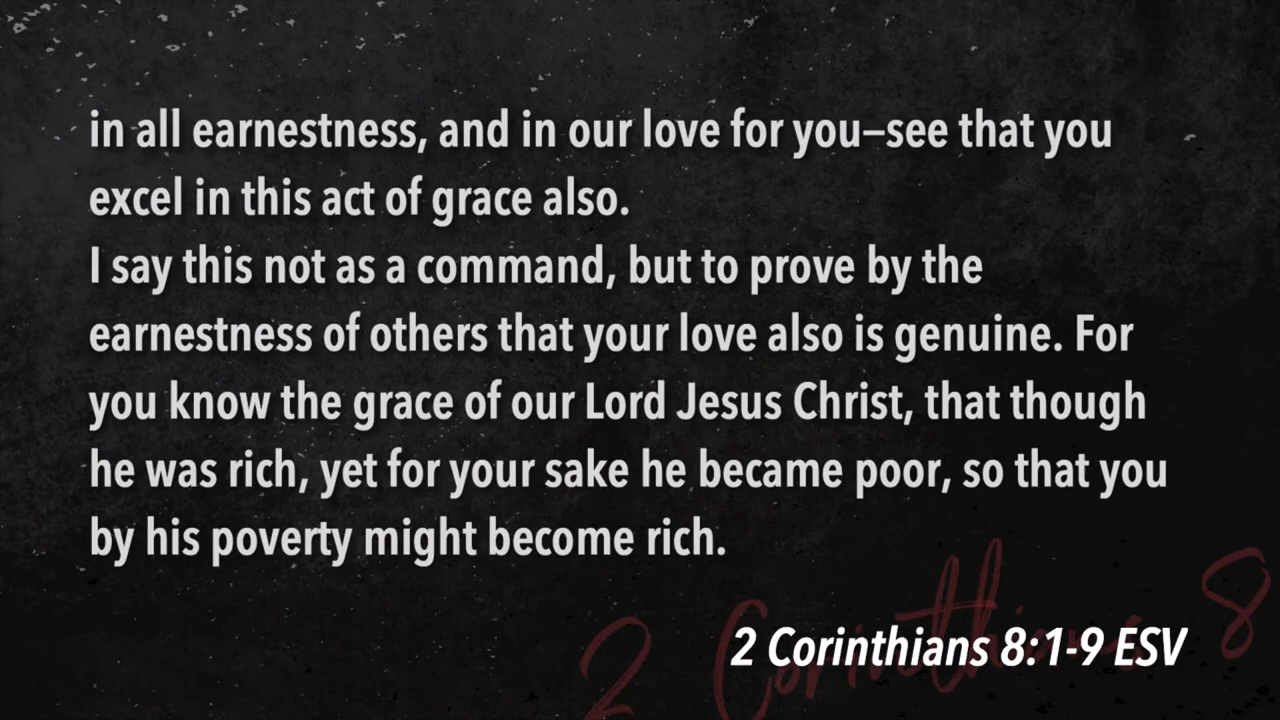 in all earnestness, and in our love for you—see that you
excel in this act of grace also.
I say this not as a command, but to prove by the
earnestness of others that your love also is genuine. For
you know the grace of our Lord Jesus Christ, that though
he was rich, yet for your sake he became poor, so that you
by his poverty might become rich.
2 Corinthians 8:1-9 ESV
2 Corinthians 8